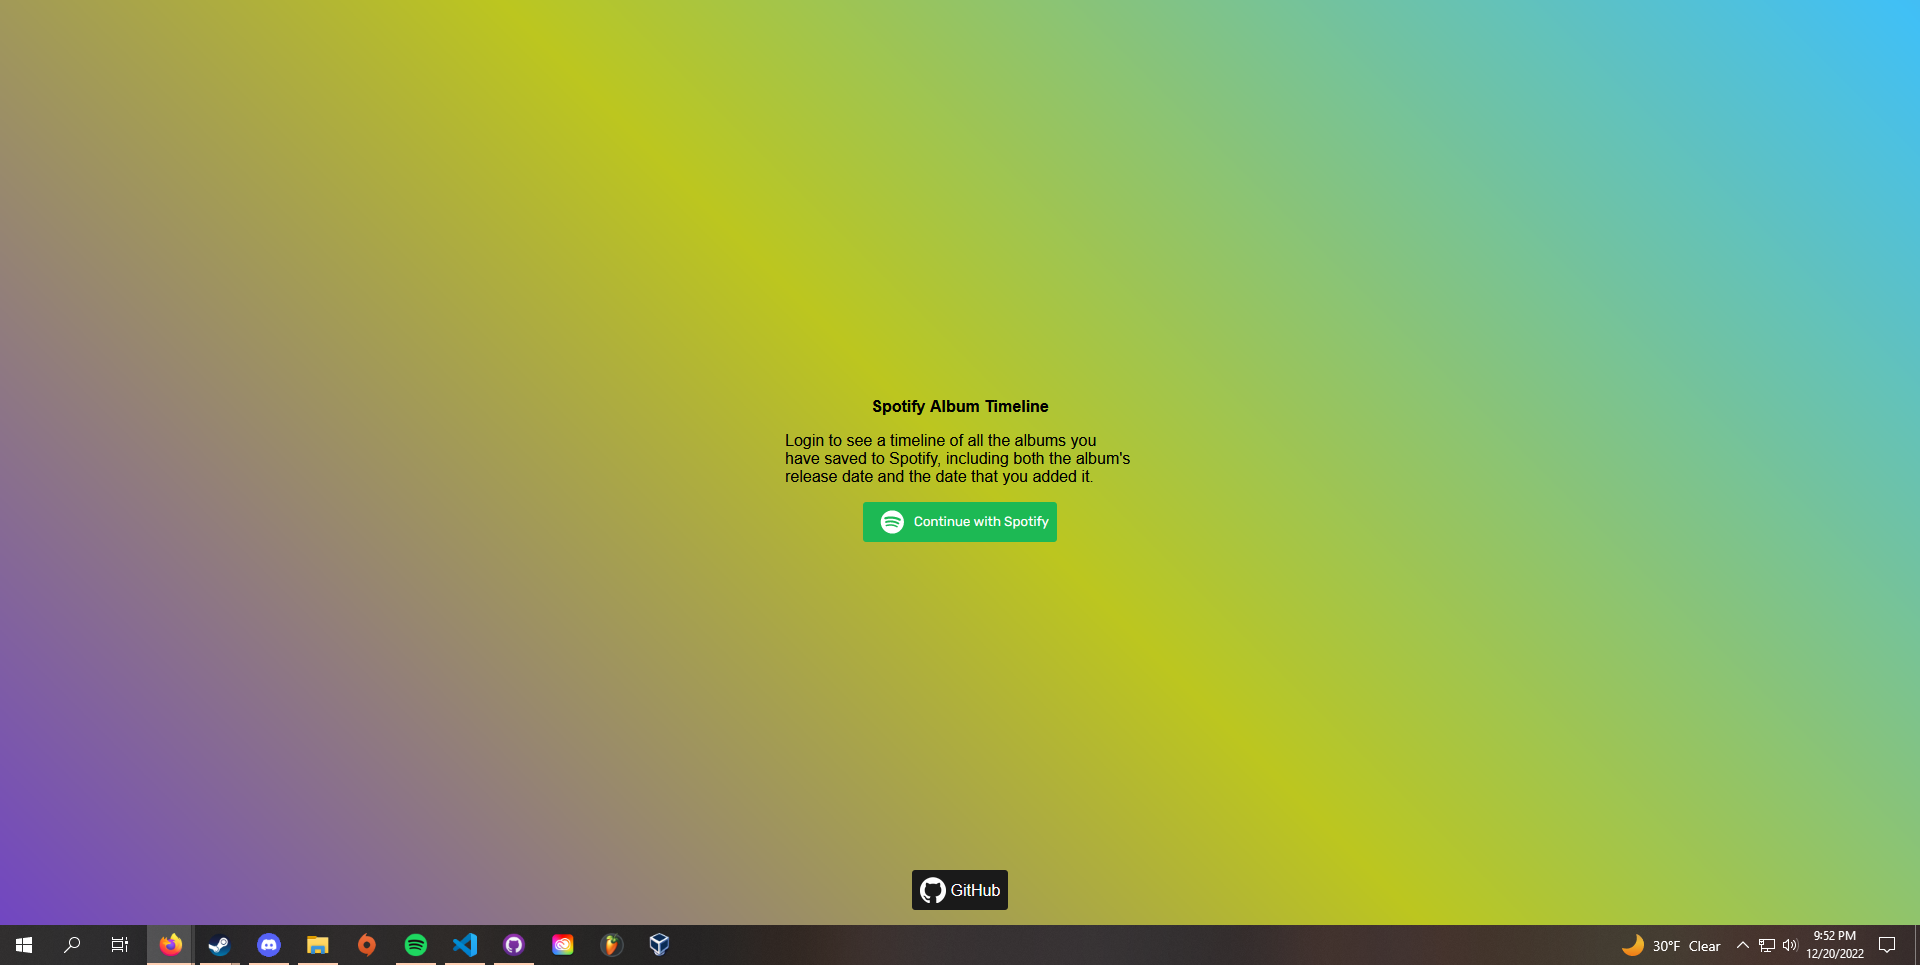 Spotify Album Timeline
Login to see a timeline of all the albums you
have saved to Spotify, including both the album's
release date and the date that you added it.
Continue with Spotify
GitHub
30°F Clear
9:52 PM
12/20/2022